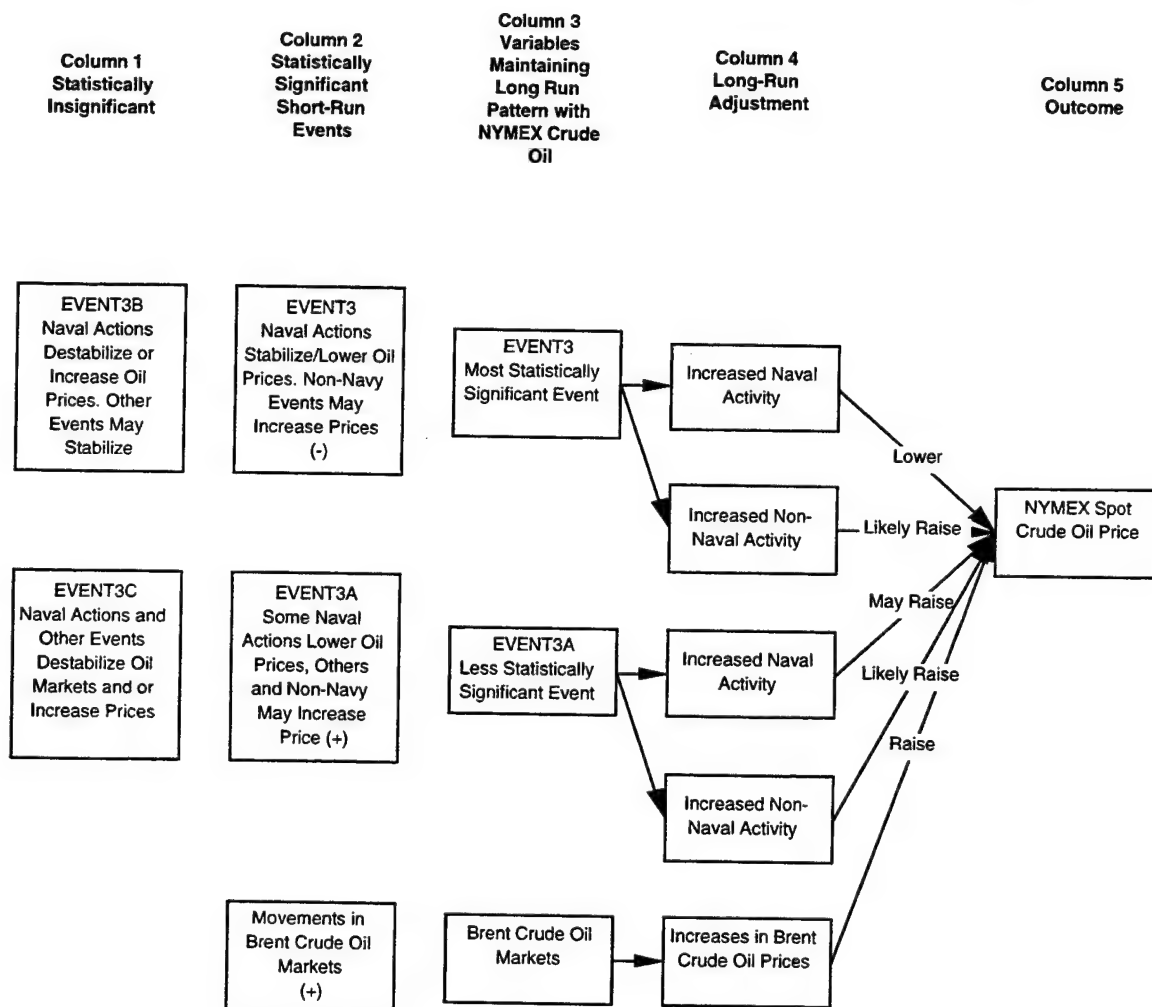 Column 1
Statistically
Insignificant
Column 2
Statistically
Significant
Short-Run
Events
Column 3
Variables
Maintaining
Long Run
Pattern with
NYMEX Crude
Oil
Column 4
Long-Run
Adjustment
Column 5
Outcome
EVENT3B
Naval Actions
Destabilize or
Increase Oil
Prices. Other
Events May
Stabilize
EVENT3
Naval Actions
Stabilize/Lower Oil
Prices. Non-Navy
Events May
Increase Prices
(-)
EVENT3
Most Statistically
Significant Event
Increased Naval
Activity
Lower
Increased Non-
Naval Activity
Likely Raise
NYMEX Spot
Crude Oil Price
EVENT3C
Naval Actions and
Other Events
Destabilize Oil
Markets and or
Increase Prices
EVENT3A
Some Naval
Actions Lower Oil
Prices, Others
and Non-Navy
May Increase
Price (+)
EVENT3A
Less Statistically
Significant Event
Increased Naval
Activity
May Raise
Likely Raise
Raise
Increased Non-
Naval Activity
Movements in
Brent Crude Oil
Markets
(+)
Brent Crude Oil
Markets
Increases in Brent
Crude Oil Prices